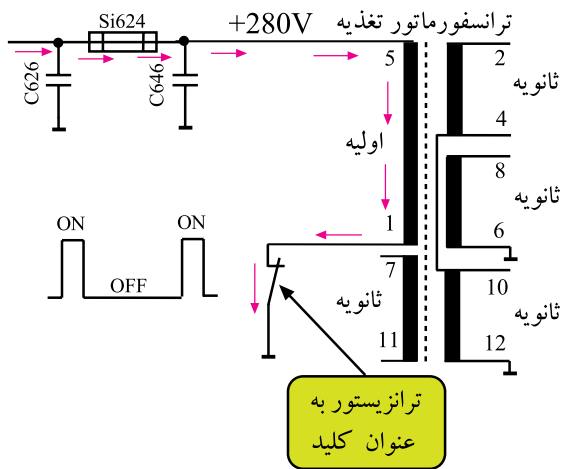 ترانسفورماتور تغذیه
Si624
+280V
C626
C646
5
2
ثانویه
4
اولیه
8
ثانویه
6
1
ON
ON
OFF
7
ثانویه
11
10
ثانویه
12
ترانزیستور به
عنوان کلید